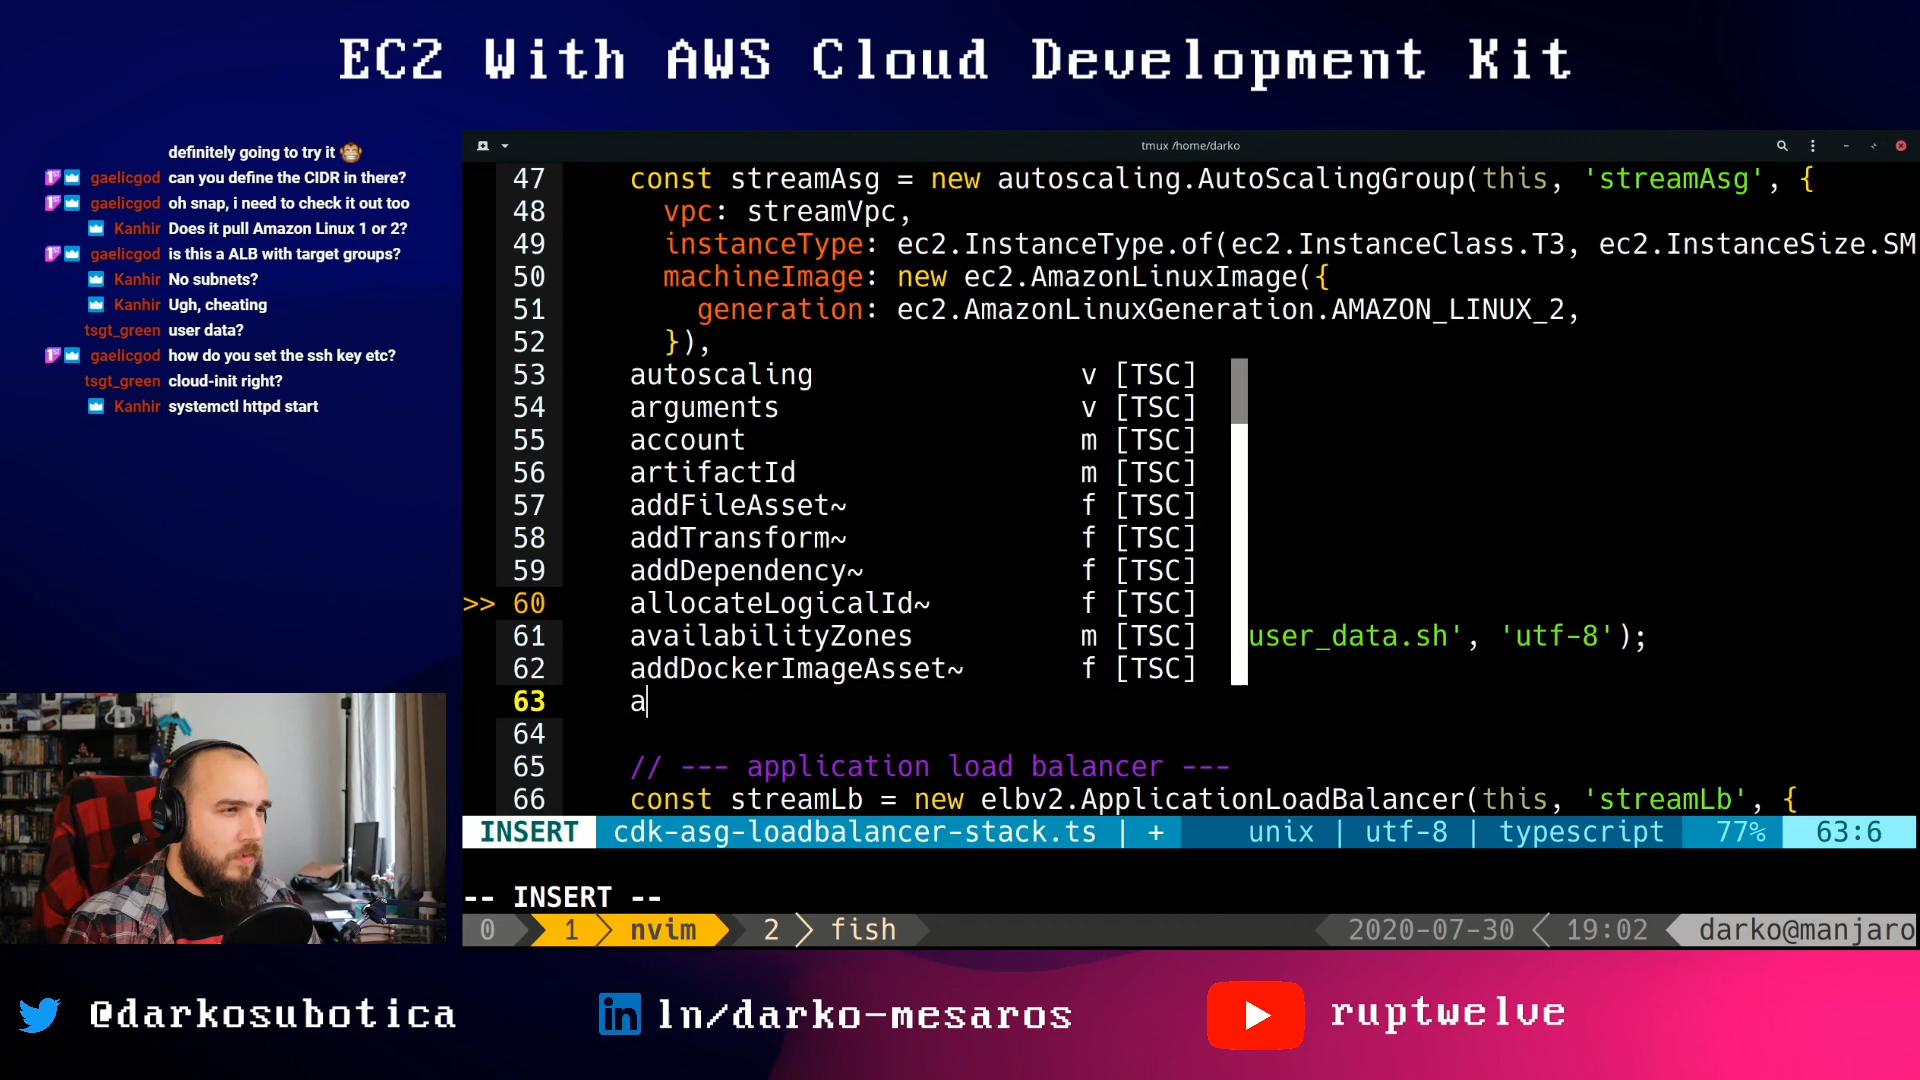 EC2 With AWS Cloud Development Kit
definitely going to try it
gaelicgod can you define the CIDR in there?
gaelicgod oh snap, i need to check it out too
Kanhir Does it pull Amazon Linux 1 or 2?
gaelicgod is this a ALB with target groups?
Kanhir No subnets?
Kanhir Ugh, cheating
tsgt_green user data?
gaelicgod how do you set the ssh key etc?
tsgt_green cloud-init right?
Kanhir systemctl httpd start
tmux /home/darko
47 const streamAsg = new autoscaling.AutoScalingGroup(this, 'streamAsg', {
48 vpc: streamVpc,
49 instanceType: ec2.InstanceType.of(ec2.InstanceClass.T3, ec2.InstanceSize.SM
50 machineImage: new ec2.AmazonLinuxImage({
51 generation: ec2.AmazonLinuxGeneration.AMAZON_LINUX_2,
52 }),
53 autoscaling v [TSC]
54 arguments v [TSC]
55 account m [TSC]
56 artifactId m [TSC]
57 addFileAsset~ f [TSC]
58 addTransform~ f [TSC]
59 addDependency~ f [TSC]
>> 60 allocateLogicalId~ f [TSC]
61 availabilityZones m [TSC] user_data.sh', 'utf-8');
62 addDockerImageAsset~ f [TSC]
63 a
64
65 // --- application load balancer ---
66 const streamLb = new elbv2.ApplicationLoadBalancer(this, 'streamLb', {
INSERT cdk-asg-loadbalancer-stack.ts | + unix | utf-8 | typescript 77% 63:6
-- INSERT --
0 1 nvim 2 fish 2020-07-30 19:02 darko@manjaro
@darkosubotica
in ln/darko-mesaros
ruptwelve